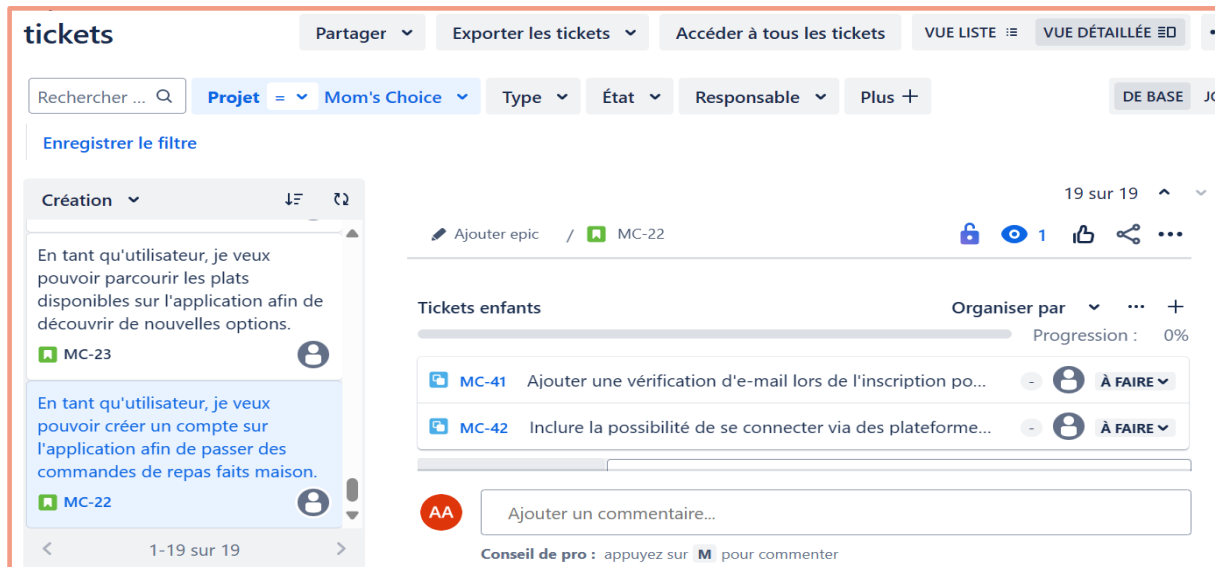 tickets
Partager
Exporter les tickets
Accéder à tous les tickets
VUE LISTE
VUE DÉTAILLÉE
Rechercher ...
Projet = Mom's Choice
Type
État
Responsable
Plus +
DE BASE
Enregistrer le filtre
Création
19 sur 19
En tant qu'utilisateur, je veux
pouvoir parcourir les plats
disponibles sur l'application afin de
découvrir de nouvelles options.
MC-23
En tant qu'utilisateur, je veux
pouvoir créer un compte sur
l'application afin de passer des
commandes de repas faits maison.
MC-22
1-19 sur 19
Ajouter epic / MC-22
1
Tickets enfants
Organiser par
Progression : 0%
MC-41 Ajouter une vérification d'e-mail lors de l'inscription po... - À FAIRE
MC-42 Inclure la possibilité de se connecter via des plateforme... - À FAIRE
AA
Ajouter un commentaire...
Conseil de pro : appuyez sur M pour commenter